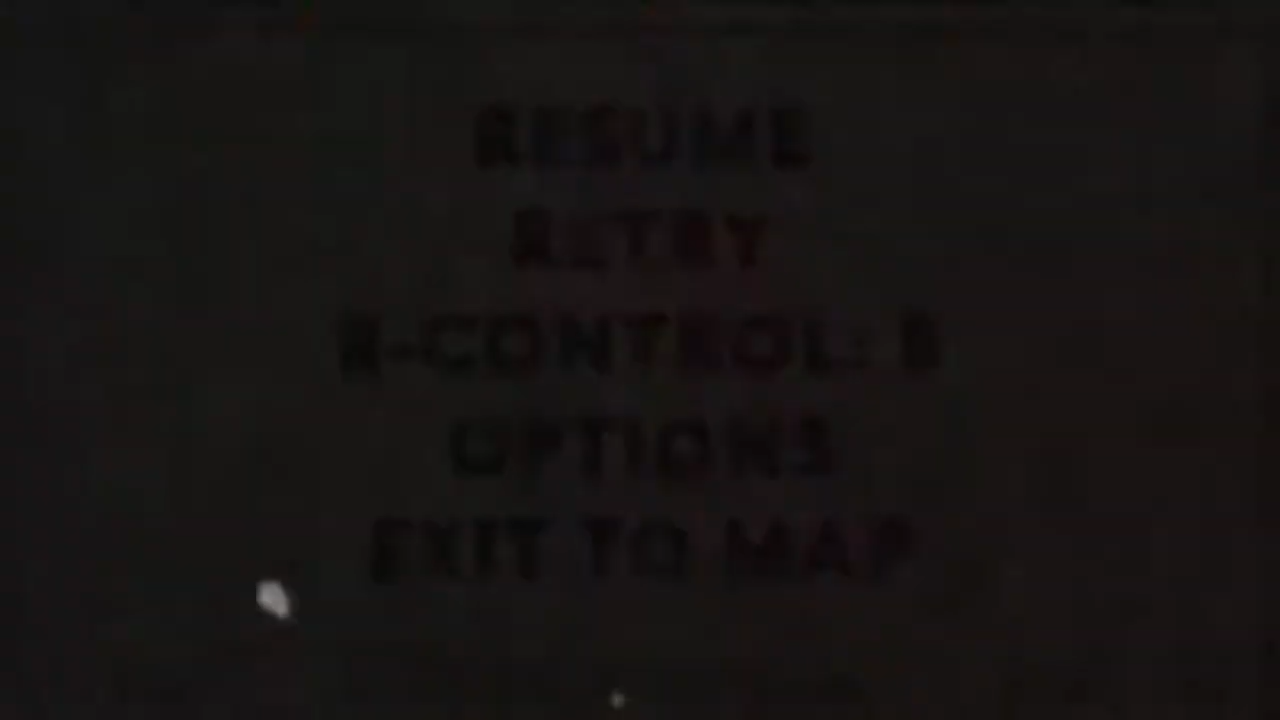 RESUME
RETRY
R-CONTROL: B
OPTIONS
EXIT TO MAP